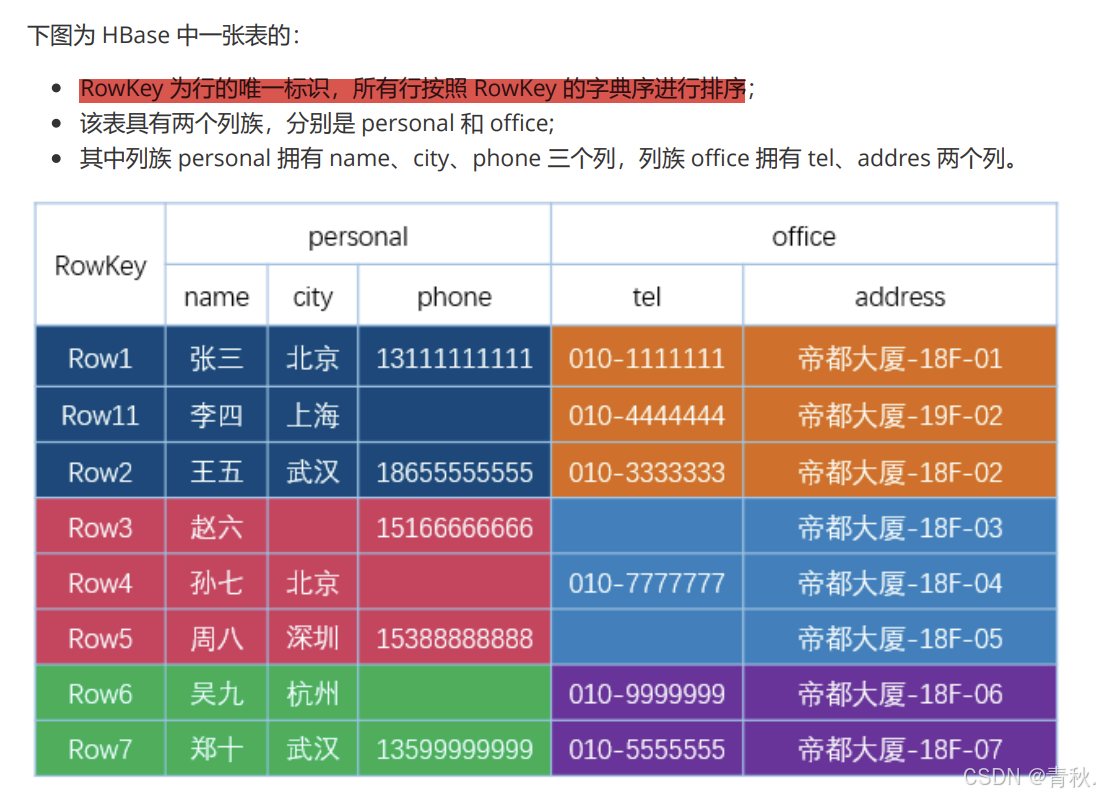 下图为 HBase 中一张表的：
RowKey 为行的唯一标识，所有行按照 RowKey 的字典序进行排序；
该表具有两个列族，分别是 personal 和 office;
其中列族 personal 拥有 name、city、phone 三个列，列族 office 拥有 tel、addres 两个列。
RowKey personal office
name city phone tel address
Row1 张三 北京 13111111111 010-1111111 帝都大厦-18F-01
Row11 李四 上海 010-4444444 帝都大厦-19F-02
Row2 王五 武汉 18655555555 010-3333333 帝都大厦-18F-02
Row3 赵六 15166666666 帝都大厦-18F-03
Row4 孙七 北京 010-7777777 帝都大厦-18F-04
Row5 周八 深圳 15388888888 帝都大厦-18F-05
Row6 吴九 杭州 010-9999999 帝都大厦-18F-06
Row7 郑十 武汉 13599999999 010-5555555 帝都大厦-18F-07
CSDN @青秋.